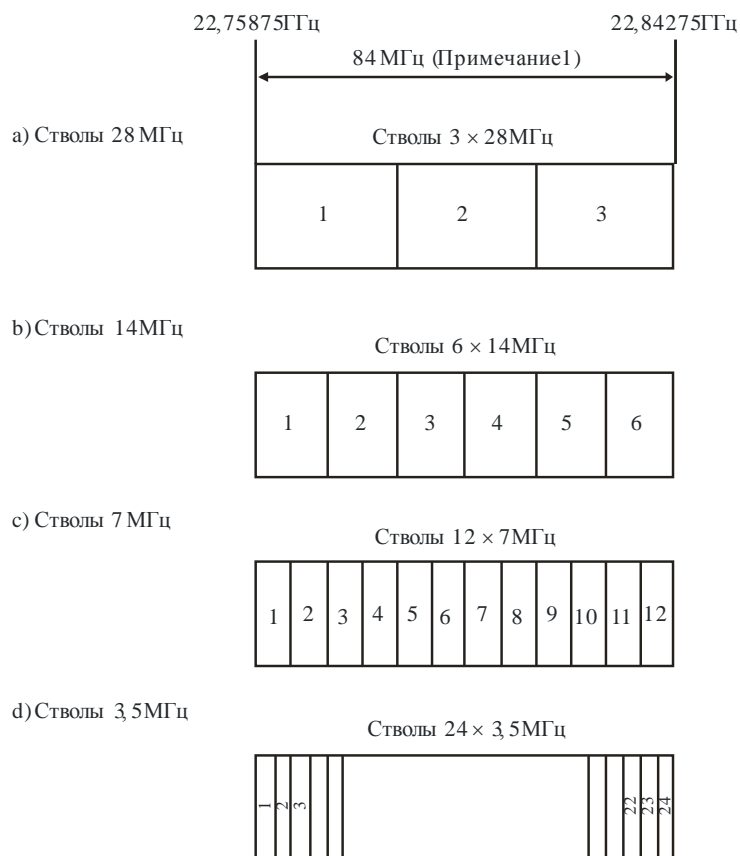 22,75875ГГц 22,84275ГГц
84 МГц (Примечание1)
a) Стволы 28 МГц
Стволы 3 × 28МГц
1 2 3
b) Стволы 14МГц
Стволы 6 × 14МГц
1 2 3 4 5 6
c) Стволы 7 МГц
Стволы 12 × 7МГц
1 2 3 4 5 6 7 8 9 10 11 12
d) Стволы 3,5МГц
Стволы 24 × 3,5МГц
1 2 3 22 23 24